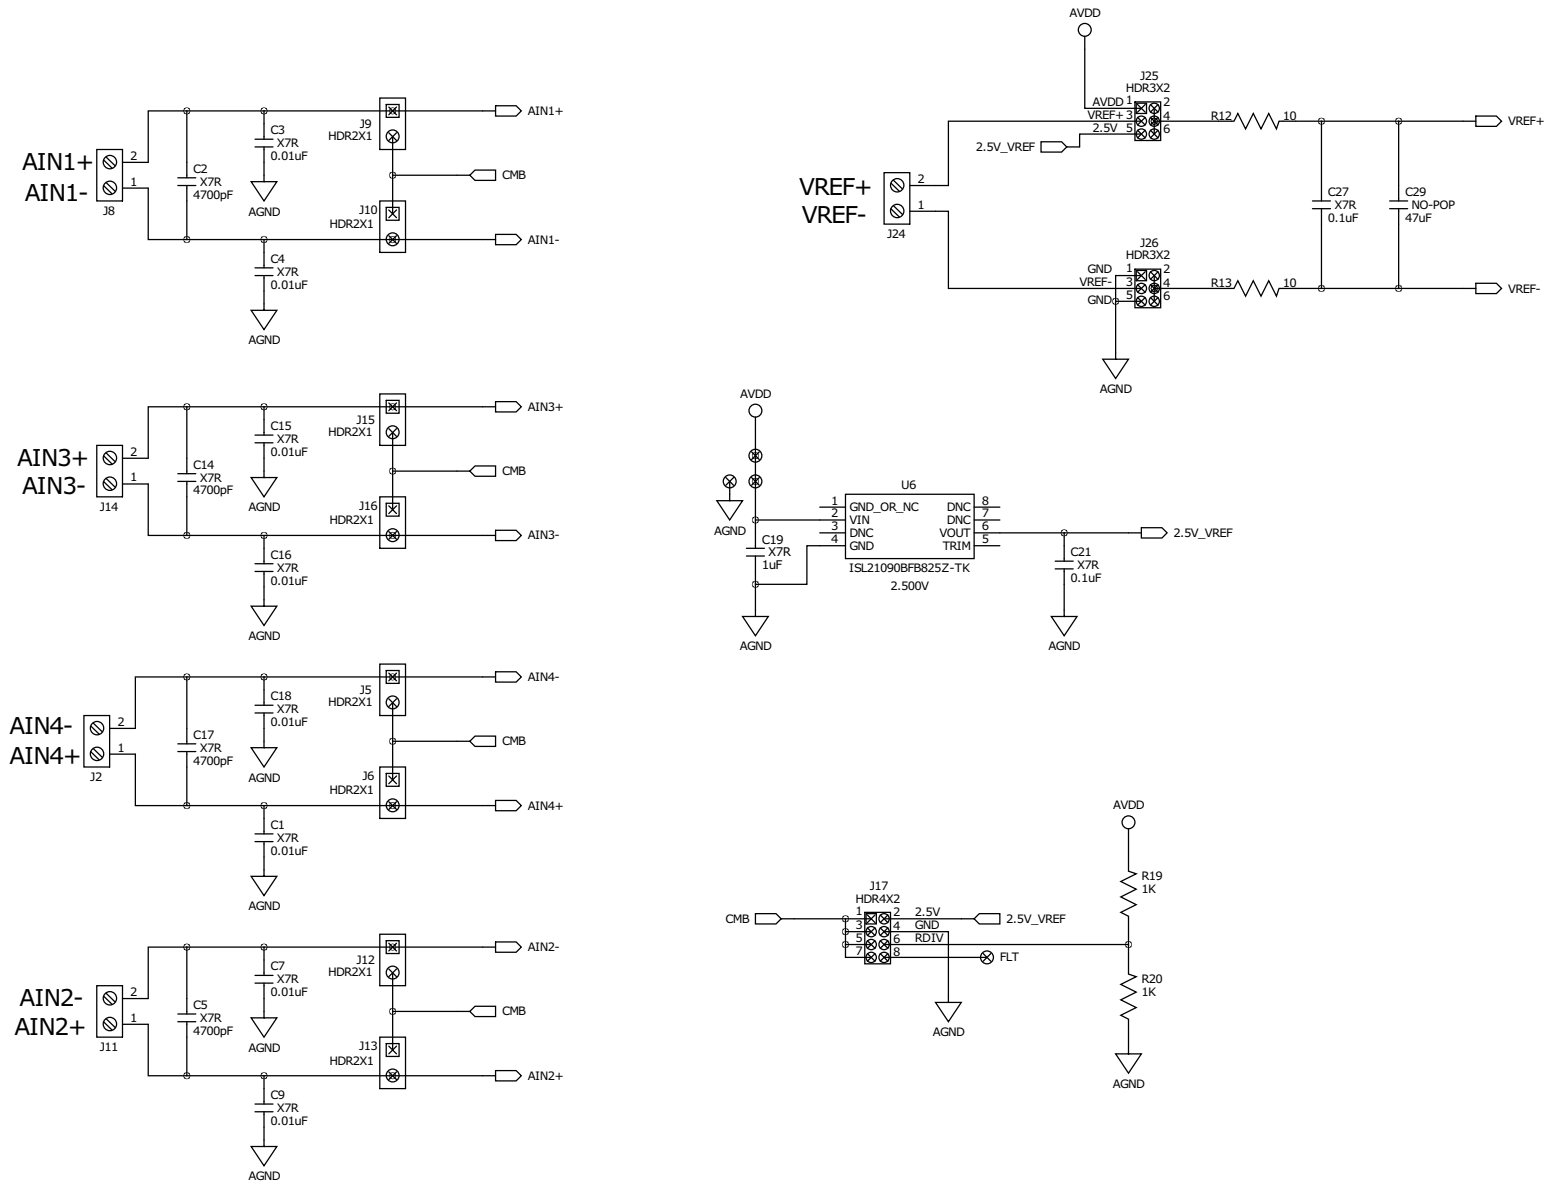 AIN1+
AIN1-
2
1
J8
C2
X7R
4700pF
C3
X7R
0.01uF
AGND
C4
X7R
0.01uF
AGND
J9
HDR2X1
J10
HDR2X1
AIN1+
CMB
AIN1-
AIN3+
AIN3-
2
1
J14
C14
X7R
4700pF
C15
X7R
0.01uF
AGND
C16
X7R
0.01uF
AGND
J15
HDR2X1
J16
HDR2X1
AIN3+
CMB
AIN3-
AIN4-
AIN4+
2
1
J2
C17
X7R
4700pF
C18
X7R
0.01uF
AGND
C1
X7R
0.01uF
AGND
J5
HDR2X1
J6
HDR2X1
AIN4-
CMB
AIN4+
AIN2-
AIN2+
2
1
J11
C5
X7R
4700pF
C7
X7R
0.01uF
AGND
C9
X7R
0.01uF
AGND
J12
HDR2X1
J13
HDR2X1
AIN2-
CMB
AIN2+
AVDD
J25
HDR3X2
AVDD 1 2
VREF+ 3 4
2.5V 5 6
2.5V_VREF
R12 10
VREF+
VREF+
VREF-
2
1
J24
C27
X7R
0.1uF
C29
NO-POP
47uF
J26
HDR3X2
GND 1 2
VREF- 3 4
GND 5 6
R13 10
VREF-
AGND
AVDD
AGND
C19
X7R
1uF
AGND
U6
1 GND_OR_NC DNC 8
2 VIN DNC 7
3 DNC VOUT 6
4 GND TRIM 5
ISL21090BFB825Z-TK
2.500V
2.5V_VREF
C21
X7R
0.1uF
AGND
J17
HDR4X2
CMB
1 2 2.5V
3 4 GND
5 6 RDIV
7 8
2.5V_VREF
FLT
AGND
AVDD
R19
1K
R20
1K
AGND